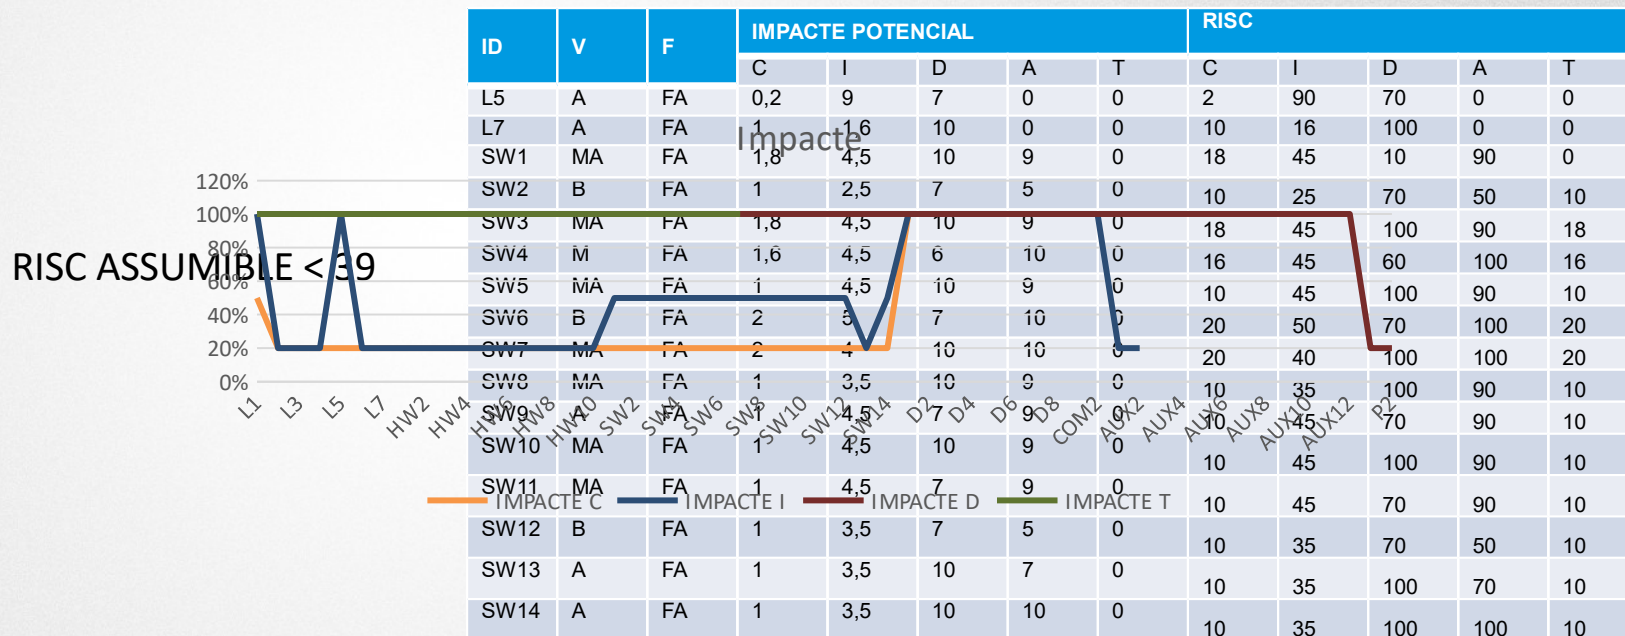 ID V F IMPACTE POTENCIAL RISC
C I D A T C I D A T
L5 A FA 0,2 9 7 0 0 2 90 70 0 0
L7 A FA 1 1,6 10 0 0 10 16 100 0 0
Impacte
SW1 MA FA 1,8 4,5 10 9 0 18 45 10 90 0
SW2 B FA 1 2,5 7 5 0 10 25 70 50 10
SW3 MA FA 1,8 4,5 10 9 0 18 45 100 90 18
SW4 M FA 1,6 4,5 6 10 0 16 45 60 100 16
SW5 MA FA 1 4,5 10 9 0 10 45 100 90 10
SW6 B FA 2 5 7 10 0 20 50 70 100 20
SW7 MA FA 2 4 10 10 0 20 40 100 100 20
SW8 MA FA 1 3,5 10 9 0 10 35 100 90 10
SW9 A FA 1 4,5 7 9 0 10 45 70 90 10
SW10 MA FA 1 4,5 10 9 0 10 45 100 90 10
SW11 MA FA 1 4,5 7 9 0 10 45 70 90 10
SW12 B FA 1 3,5 7 5 0 10 35 70 50 10
SW13 A FA 1 3,5 10 7 0 10 35 100 70 10
SW14 A FA 1 3,5 10 10 0 10 35 100 100 10
RISC ASSUMIBLE < 39
120%
100%
80%
60%
40%
20%
0%
L1 L3 L5 L7 HW2 HW4 HW6 HW8 HW10 SW2 SW4 SW6 SW8 SW10 SW12 SW14 D2 D4 D6 D8 COM2 AUX2 AUX4 AUX6 AUX8 AUX10 AUX12 P2
IMPACTE C IMPACTE I IMPACTE D IMPACTE T